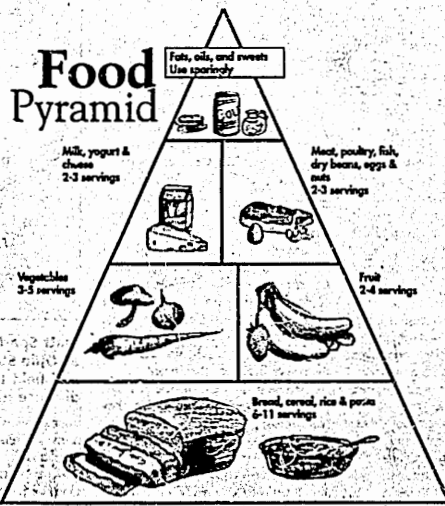 Food
Pyramid
Fats, oils, and sweets
Use sparingly
OIL
Milk, yogurt &
cheese
2-3 servings
Meat, poultry, fish,
dry beans, eggs &
nuts
2-3 servings
Vegetables
3-5 servings
Fruit
2-4 servings
Bread, cereal, rice & pasta
6-11 servings